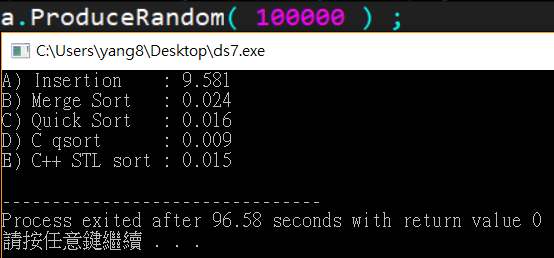 a.ProduceRandom( 100000 ) ;
C:\Users\yang8\Desktop\ds7.exe
A) Insertion : 9.581
B) Merge Sort : 0.024
C) Quick Sort : 0.016
D) C qsort : 0.009
E) C++ STL sort : 0.015
--------------------------------
Process exited after 96.58 seconds with return value 0
請按任意鍵繼續 . . .